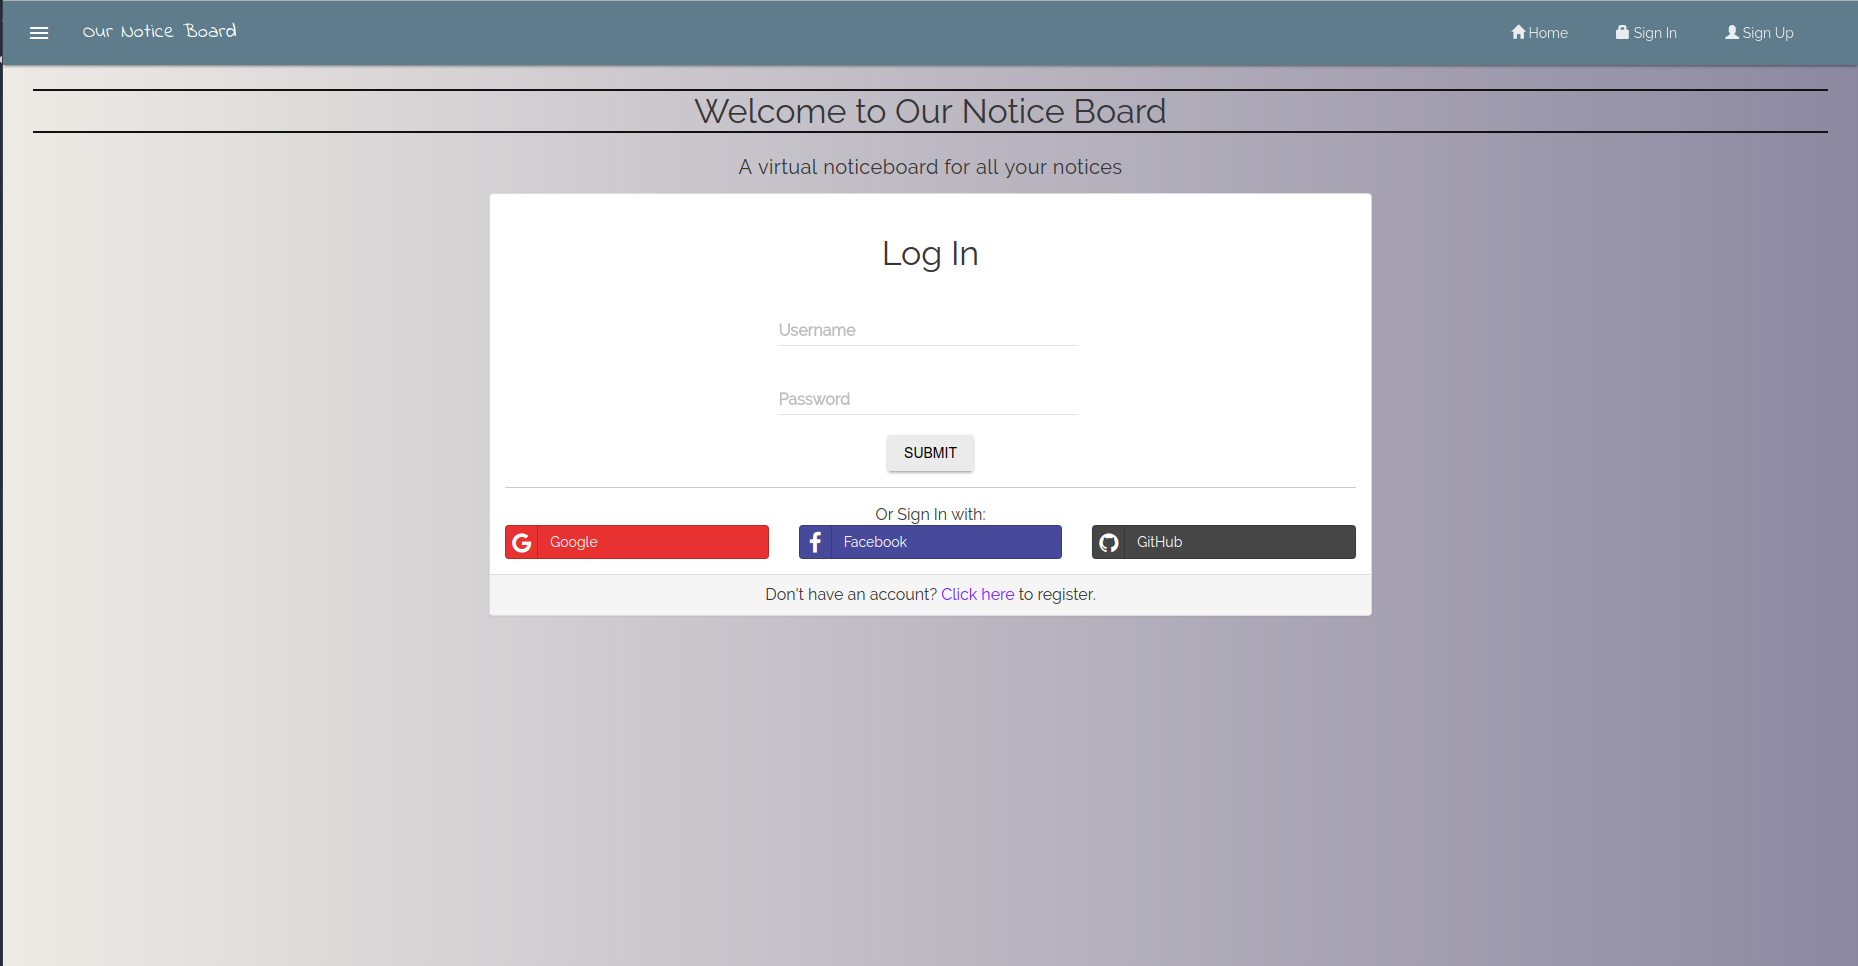 Our Notice Board
Home
Sign In
Sign Up
Welcome to Our Notice Board
A virtual noticeboard for all your notices
Log In
Username
Password
SUBMIT
Or Sign In with:
Google
Facebook
GitHub
Don't have an account? Click here to register.